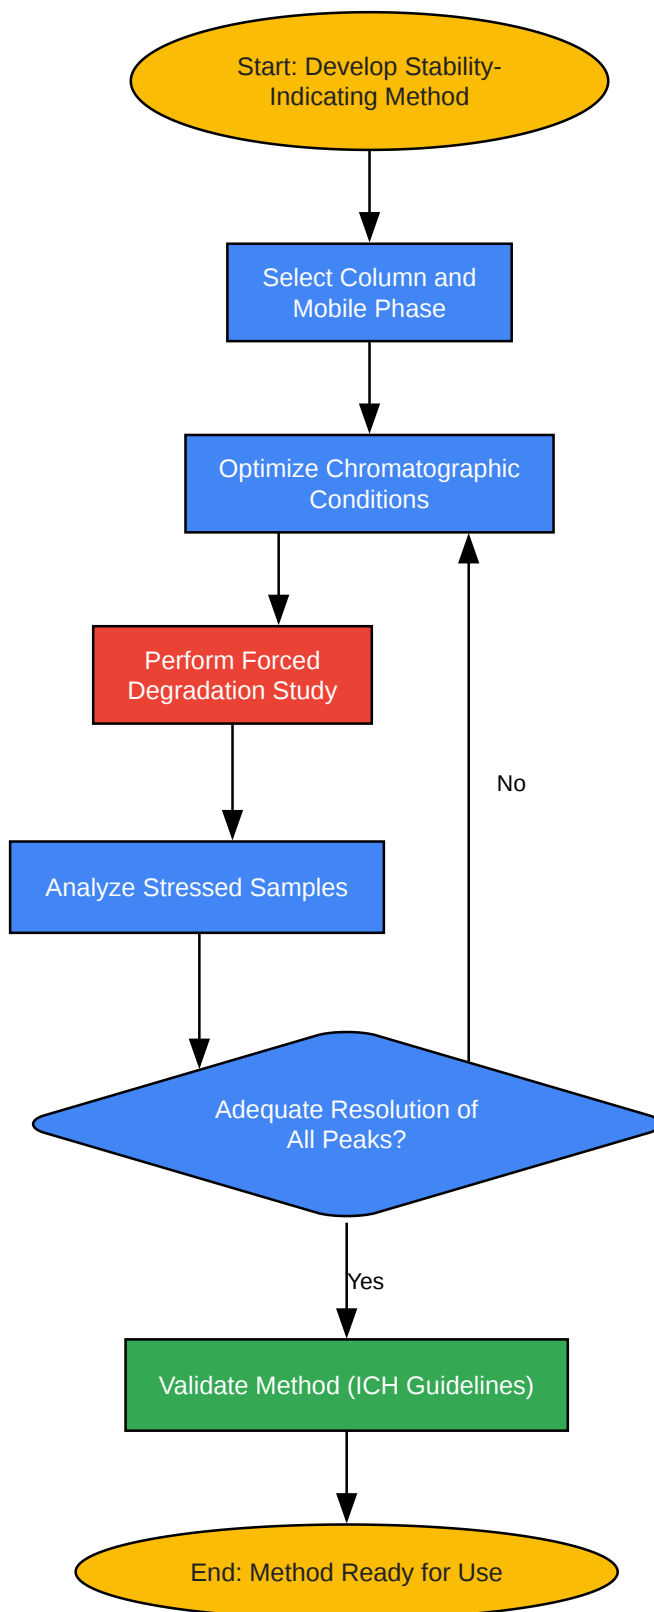 Start: Develop Stability-
Indicating Method
Select Column and
Mobile Phase
Optimize Chromatographic
Conditions
Perform Forced
Degradation Study
No
Analyze Stressed Samples
Adequate Resolution of
All Peaks?
Yes
Validate Method (ICH Guidelines)
End: Method Ready for Use